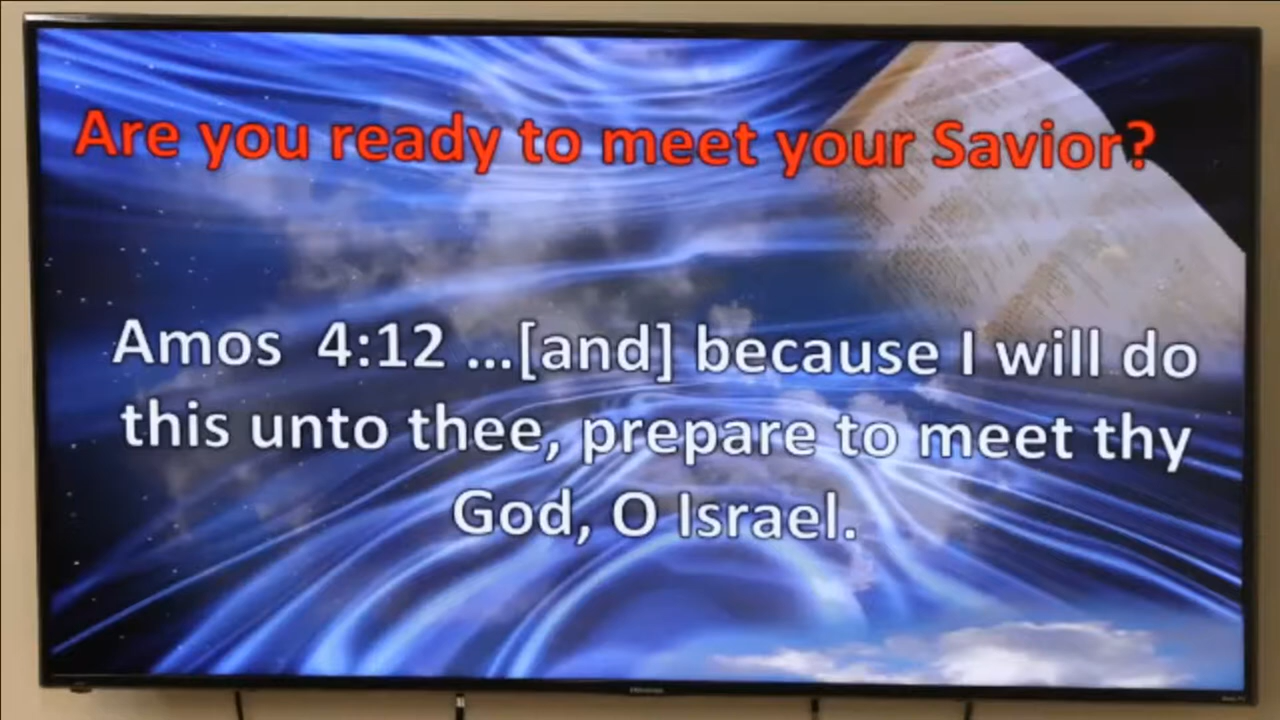 Are you ready to meet your Savior?
Amos 4:12 ...[and] because I will do
this unto thee, prepare to meet thy
God, O Israel.
Hisense